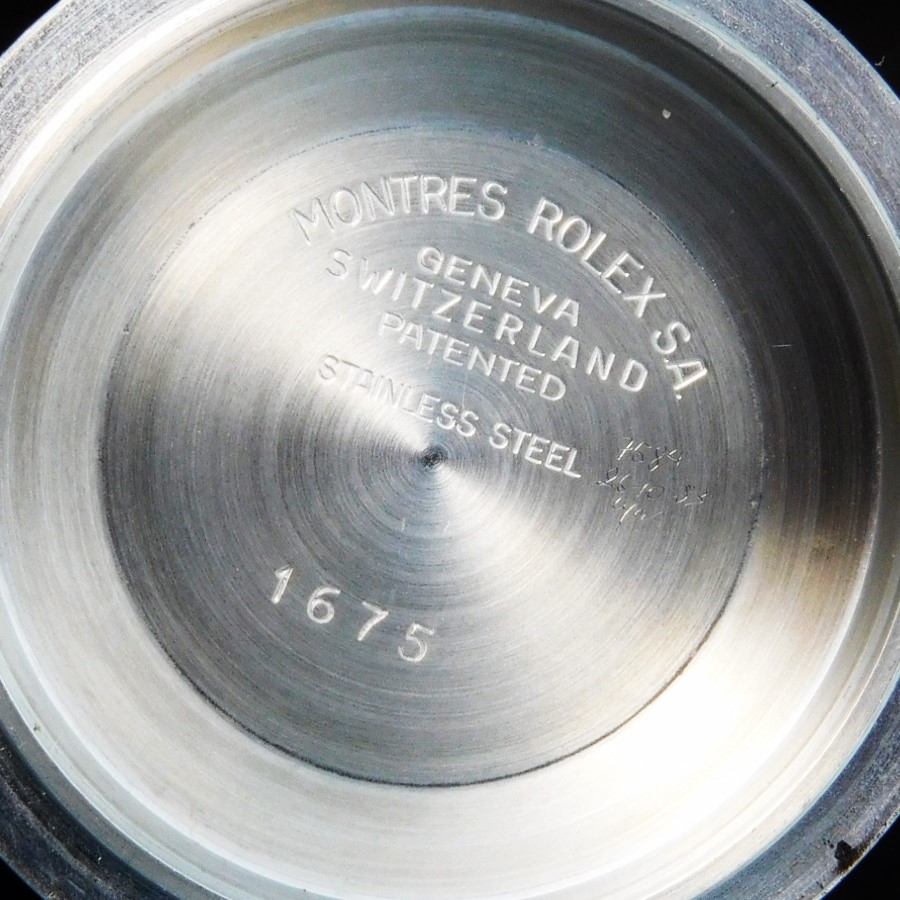 MONTRES ROLEX S.A.
GENEVA
SWITZERLAND
PATENTED
STAINLESS STEEL
1675